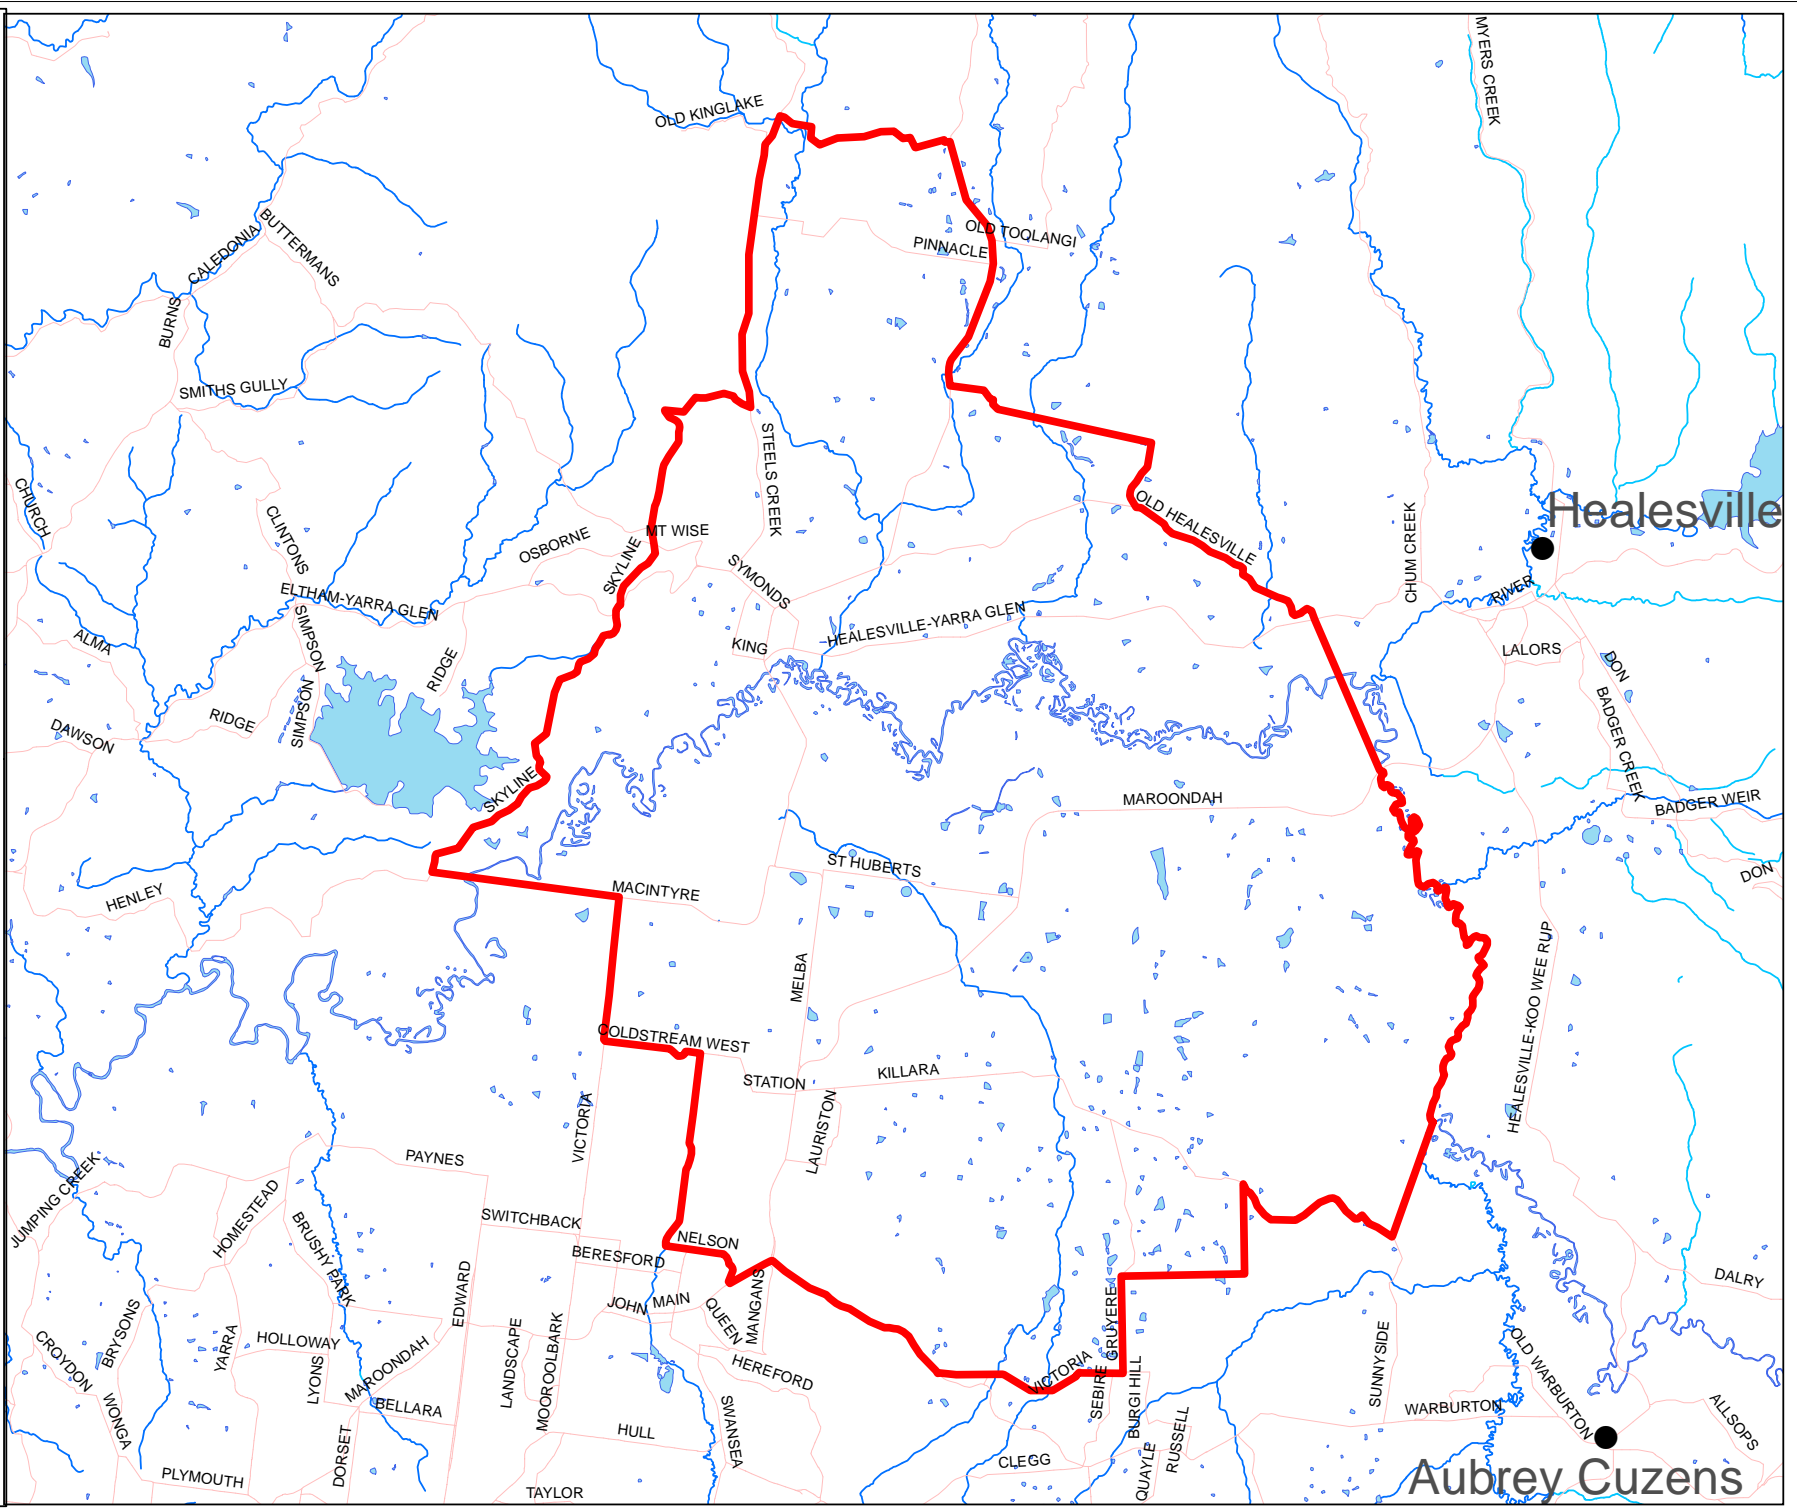 MYERS CREEK
OLD KINGLAKE
BUTTERMANS
CALEDONIA
OLD TOOLANGI
PINNACLE
BURNS
SMITHS GULLY
STEELS CREEK
CHURCH
CLINTONS
OLD HEALESVILLE
Healesville
CHUM CREEK
OSBORNE
MT WISE
SKYLINE
SYMONDS
RIVER
ELTHAM-YARRA GLEN
SIMPSON
HEALESVILLE-YARRA GLEN
ALMA
KING
LALORS
DON
RIDGE
SIMPSON
RIDGE
BADGER CREEK
DAWSON
SKYLINE
MAROONDAH
BADGER WEIR
ST HUBERTS
DON
HENLEY
MACINTYRE
MELBA
HEALESVILLE-KOO WEE RUP
COLDSTREAM WEST
STATION
KILLARA
LAURISTON
VICTORIA
PAYNES
JUMPING CREEK
HOMESTEAD
BRUSHY PARK
SWITCHBACK
NELSON
BERESFORD
EDWARD
MANGANS
DALRY
JOHN
MAIN
QUEEN
GRUYERE
CROYDON
BRYSONS
YARRA
HOLLOWAY
LYONS
MAROONDAH
LANDSCAPE
MOOROOLBARK
HEREFORD
VICTORIA
SEBIRE
BURGI HILL
SUNNYSIDE
OLD WARBURTON
WONGA
BELLARA
SWANSEA
WARBURTON
ALLSOPS
HULL
RUSSELL
DORSET
CLEGG
QUAYLE
PLYMOUTH
TAYLOR
Aubrey Cuzens